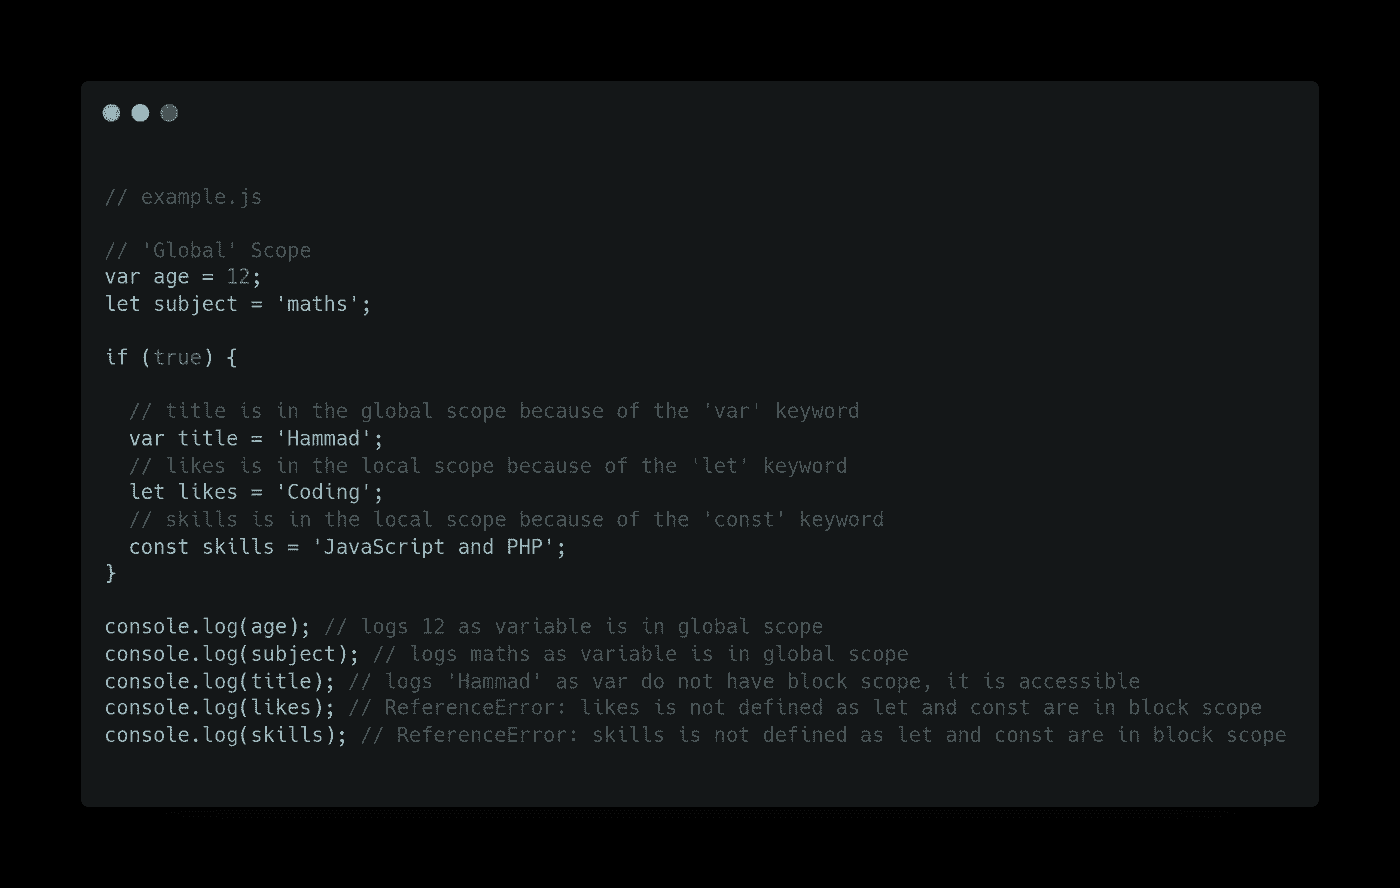 // example.js
// 'Global' Scope
var age = 12;
let subject = 'maths';
if (true) {
// title is in the global scope because of the 'var' keyword
var title = 'Hammad';
// likes is in the local scope because of the 'let' keyword
let likes = 'Coding';
// skills is in the local scope because of the 'const' keyword
const skills = 'JavaScript and PHP';
}
console.log(age); // logs 12 as variable is in global scope
console.log(subject); // logs maths as variable is in global scope
console.log(title); // logs 'Hammad' as var do not have block scope, it is accessible
console.log(likes); // ReferenceError: likes is not defined as let and const are in block scope
console.log(skills); // ReferenceError: skills is not defined as let and const are in block scope